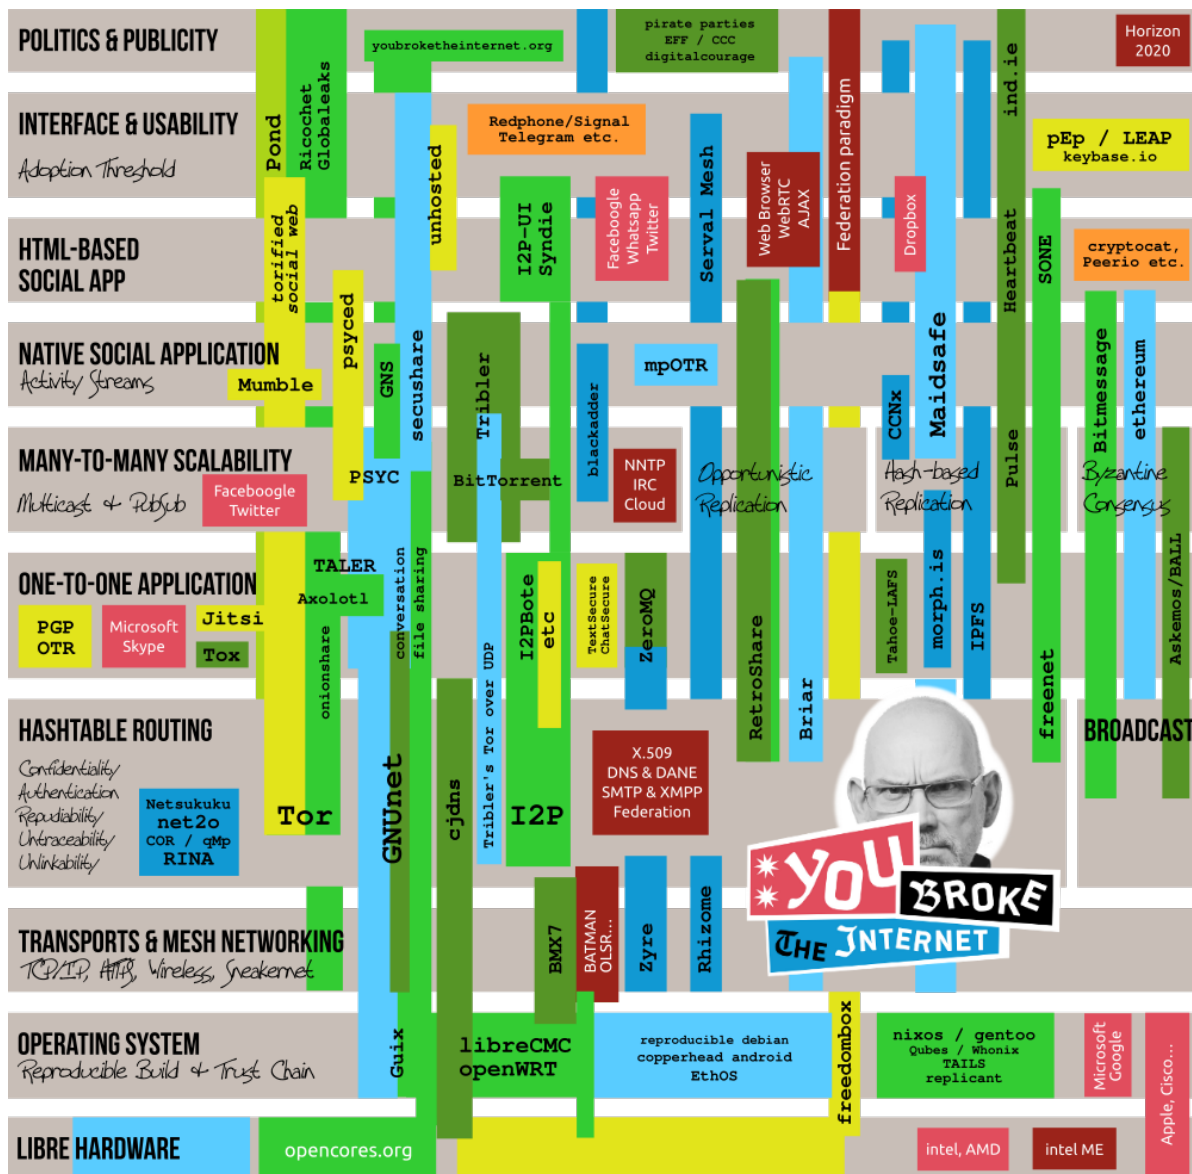 POLITICS & PUBLICITY
youbroketheinternet.org
pirate parties
EFF / CCC
digitalcourage
Horizon
2020
Pond
Ricochet
Globaleaks
Federation paradigm
ind.ie
INTERFACE & USABILITY
Adoption Threshold
unhosted
Redphone/Signal
Telegram etc.
Serval Mesh
Web Browser
WebRTC
AJAX
pEp / LEAP
keybase.io
HTML-BASED
SOCIAL APP
torified
social web
I2P-UI
Syndie
Faceboogle
Whatsapp
Twitter
Dropbox
Heartbeat
SONE
cryptocat,
Peerio etc.
NATIVE SOCIAL APPLICATION
Activity Streams
Mumble
psyced
GNS
secushare
Tribler
blackadder
mpOTR
CCNx
Maidsafe
Bitmessage
ethereum
MANY-TO-MANY SCALABILITY
Multicast & PubSub
Faceboogle
Twitter
PSYC
BitTorrent
NNTP
IRC
Cloud
Opportunistic
Replication
Hash-based
Replication
Pulse
Byzantine
Consensus
ONE-TO-ONE APPLICATION
PGP
OTR
Microsoft
Skype
Jitsi
Tox
TALER
Axolotl
onionshare
conversation
file sharing
Tribler's Tor over UDP
I2PBote
etc
TextSecure
ChatSecure
ZeroMQ
RetroShare
Briar
Tahoe-LAFS
morph.is
IPFS
freenet
Askemos/BALL
HASHTABLE ROUTING
Confidentiality
Authentication
Repudiability
Untraceability
Unlinkability
Netsukuku
net2o
COR / qMp
RINA
Tor
GNUnet
cjdns
I2P
X.509
DNS & DANE
SMTP & XMPP
Federation
BROADCAST
YOU
BROKE
THE INTERNET
TRANSPORTS & MESH NETWORKING
TCP/IP, HTTPS, Wireless, Sneakernet
BMX7
BATMAN
OLSR...
Zyre
Rhizome
OPERATING SYSTEM
Reproducible Build & Trust Chain
Guix
libreCMC
openWRT
reproducible debian
copperhead android
EthOS
freedombox
nixos / gentoo
Qubes / Whonix
TAILS
replicant
Microsoft
Google
Apple, Cisco...
LIBRE HARDWARE
opencores.org
intel, AMD
intel ME